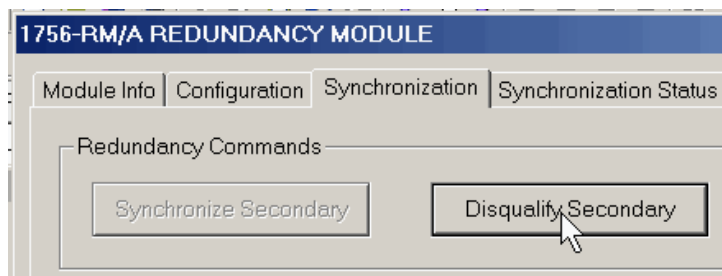 1756-RM/A REDUNDANCY MODULE
Module Info Configuration Synchronization Synchronization Status
Redundancy Commands
Synchronize Secondary Disqualify Secondary